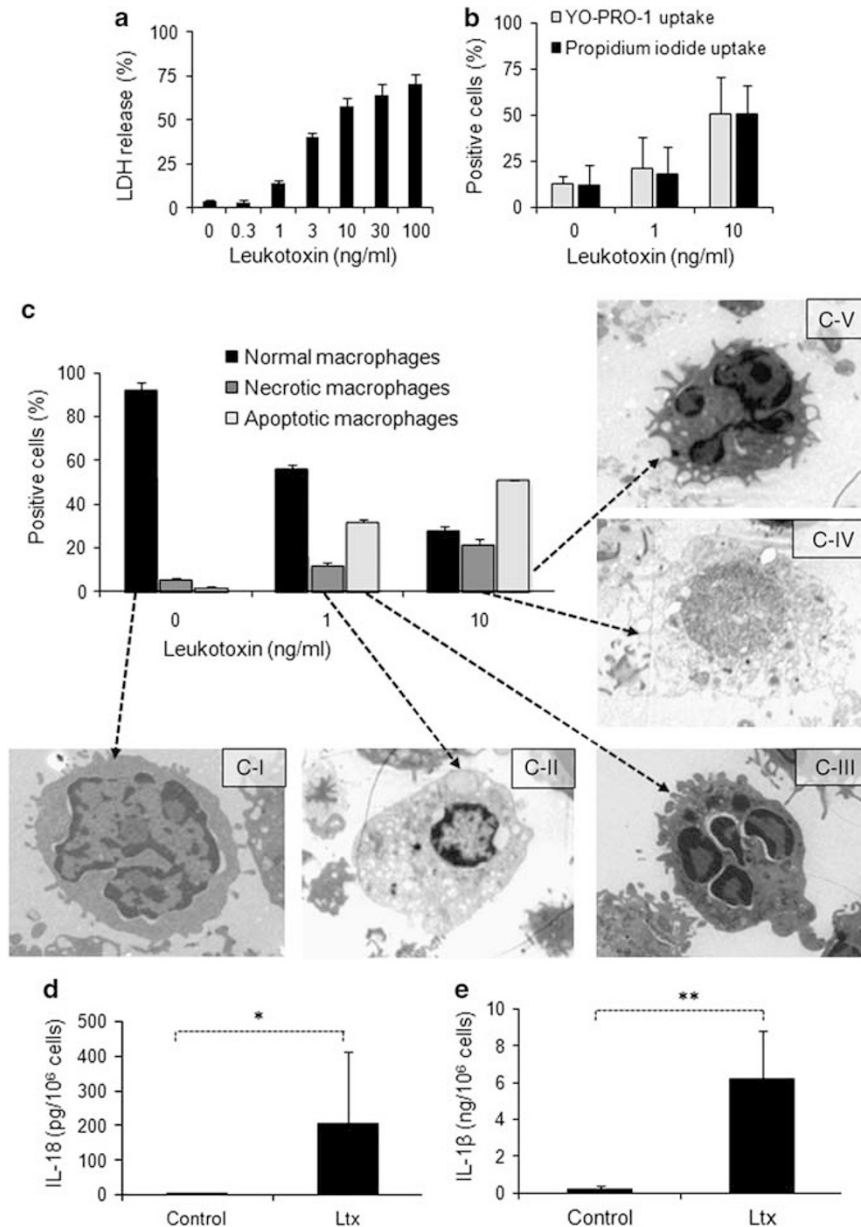 a
LDH release (%)
100
75
50
25
0
0 0.3 1 3 10 30 100
Leukotoxin (ng/ml)
b
YO-PRO-1 uptake
Propidium iodide uptake
Positive cells (%)
100
75
50
25
0
0 1 10
Leukotoxin (ng/ml)
c
Normal macrophages
Necrotic macrophages
Apoptotic macrophages
Positive cells (%)
100
80
60
40
20
0
0 1 10
Leukotoxin (ng/ml)
C-V
C-IV
C-I
C-II
C-III
d
IL-18 (pg/10⁶ cells)
500
400
300
200
100
0
*
Control Ltx
e
IL-1β (ng/10⁶ cells)
10
8
6
4
2
0
**
Control Ltx